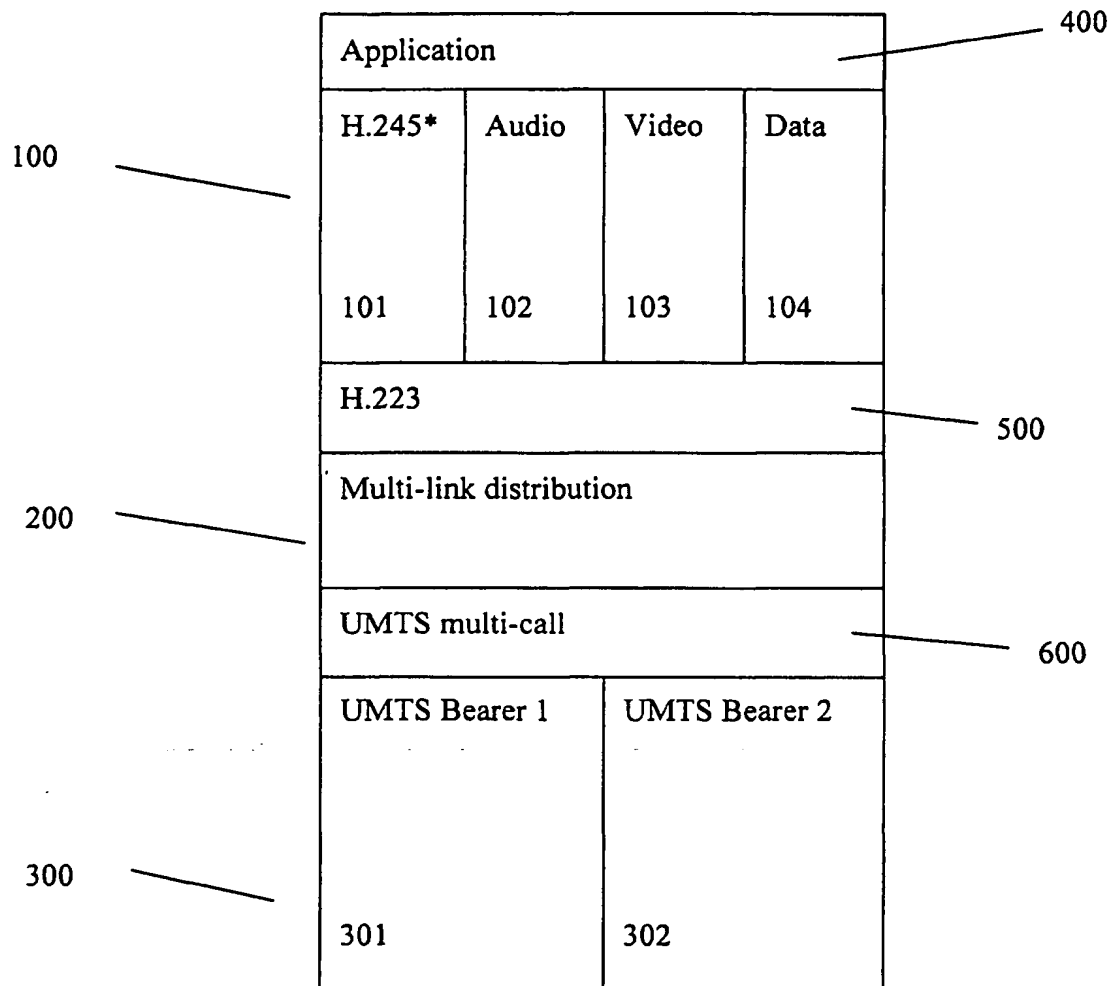 400
Application
H.245* Audio Video Data
100
101 102 103 104
H.223
500
Multi-link distribution
200
UMTS multi-call
600
UMTS Bearer 1 UMTS Bearer 2
300
301 302